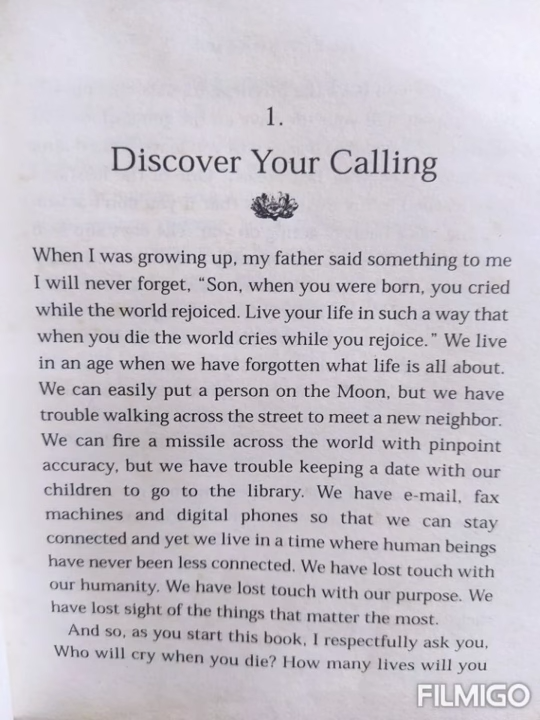 1.
Discover Your Calling
When I was growing up, my father said something to me
I will never forget, “Son, when you were born, you cried
while the world rejoiced. Live your life in such a way that
when you die the world cries while you rejoice.” We live
in an age when we have forgotten what life is all about.
We can easily put a person on the Moon, but we have
trouble walking across the street to meet a new neighbor.
We can fire a missile across the world with pinpoint
accuracy, but we have trouble keeping a date with our
children to go to the library. We have e-mail, fax
machines and digital phones so that we can stay
connected and yet we live in a time where human beings
have never been less connected. We have lost touch with
our humanity. We have lost touch with our purpose. We
have lost sight of the things that matter the most.
And so, as you start this book, I respectfully ask you,
Who will cry when you die? How many lives will you
FILMIGO